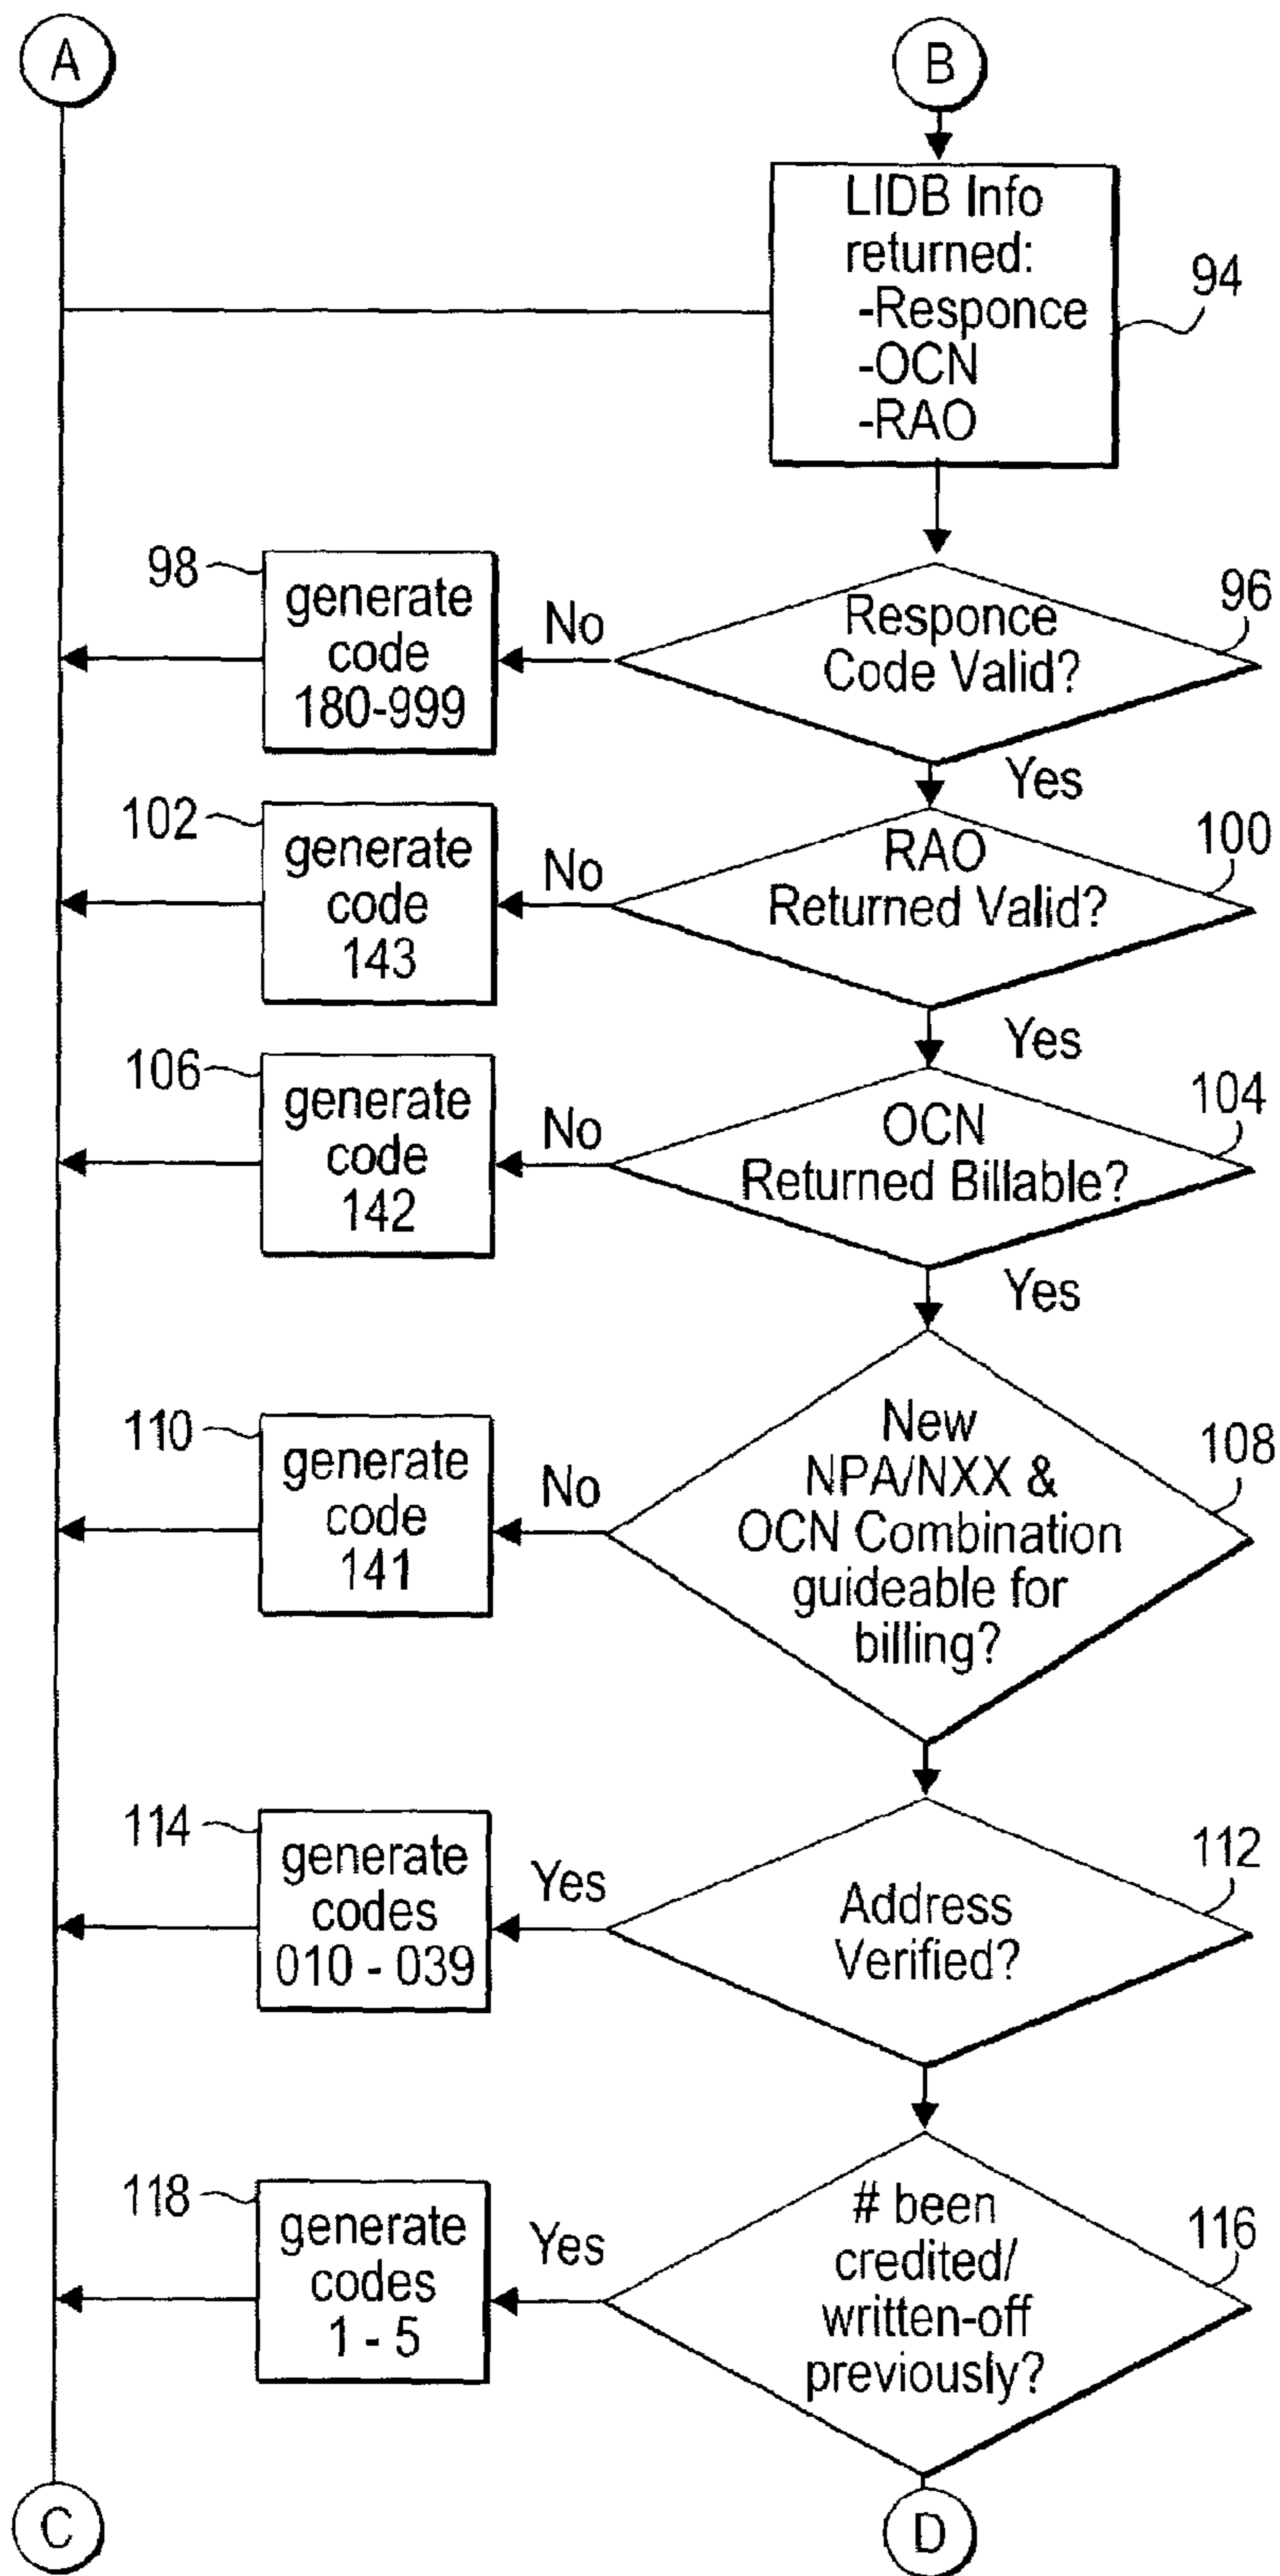 A
B
LIDB Info
returned:
-Responce
-OCN
-RAO
94
98
generate
code
180-999
No
Responce
Code Valid?
96
Yes
102
generate
code
143
No
RAO
Returned Valid?
100
Yes
106
generate
code
142
No
OCN
Returned Billable?
104
Yes
110
generate
code
141
No
New
NPA/NXX &
OCN Combination
guideable for
billing?
108
114
generate
codes
010 - 039
Yes
Address
Verified?
112
118
generate
codes
1 - 5
Yes
# been
credited/
written-off
previously?
116
C
D